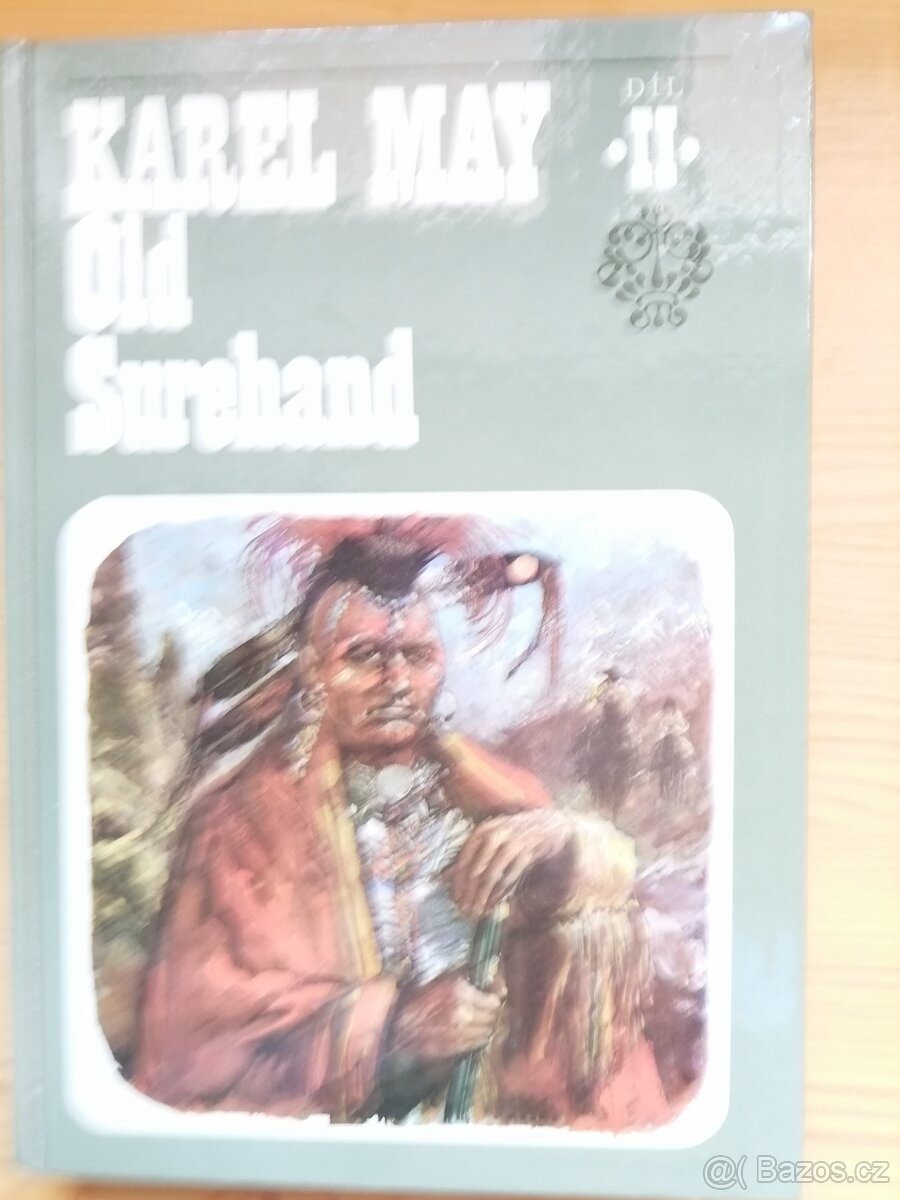 KAREL MAY
Old
Surehand
DÍL
·II·
@( Bazos.cz